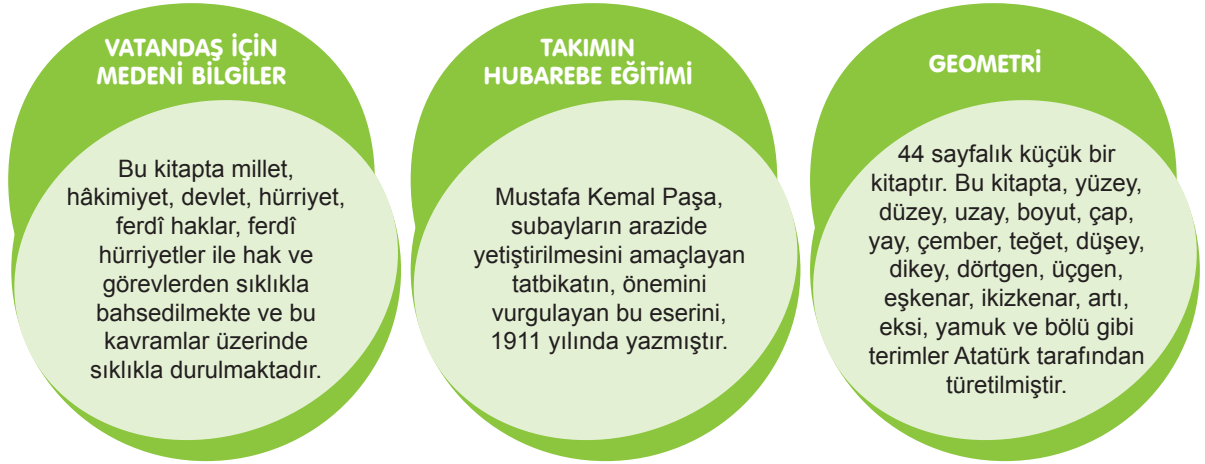 VATANDAŞ İÇİN
MEDENİ BİLGİLER
Bu kitapta millet,
hâkimiyet, devlet, hürriyet,
ferdî haklar, ferdî
hürriyetler ile hak ve
görevlerden sıklıkla
bahsedilmekte ve bu
kavramlar üzerinde
sıklıkla durulmaktadır.
TAKIMIN
HUBAREBE EĞİTİMİ
Mustafa Kemal Paşa,
subayların arazide
yetiştirilmesini amaçlayan
tatbikatın, önemini
vurgulayan bu eserini,
1911 yılında yazmıştır.
GEOMETRİ
44 sayfalık küçük bir
kitaptır. Bu kitapta, yüzey,
düzey, uzay, boyut, çap,
yay, çember, teğet, düşey,
dikey, dörtgen, üçgen,
eşkenar, ikizkenar, artı,
eksi, yamuk ve bölü gibi
terimler Atatürk tarafından
türetilmiştir.